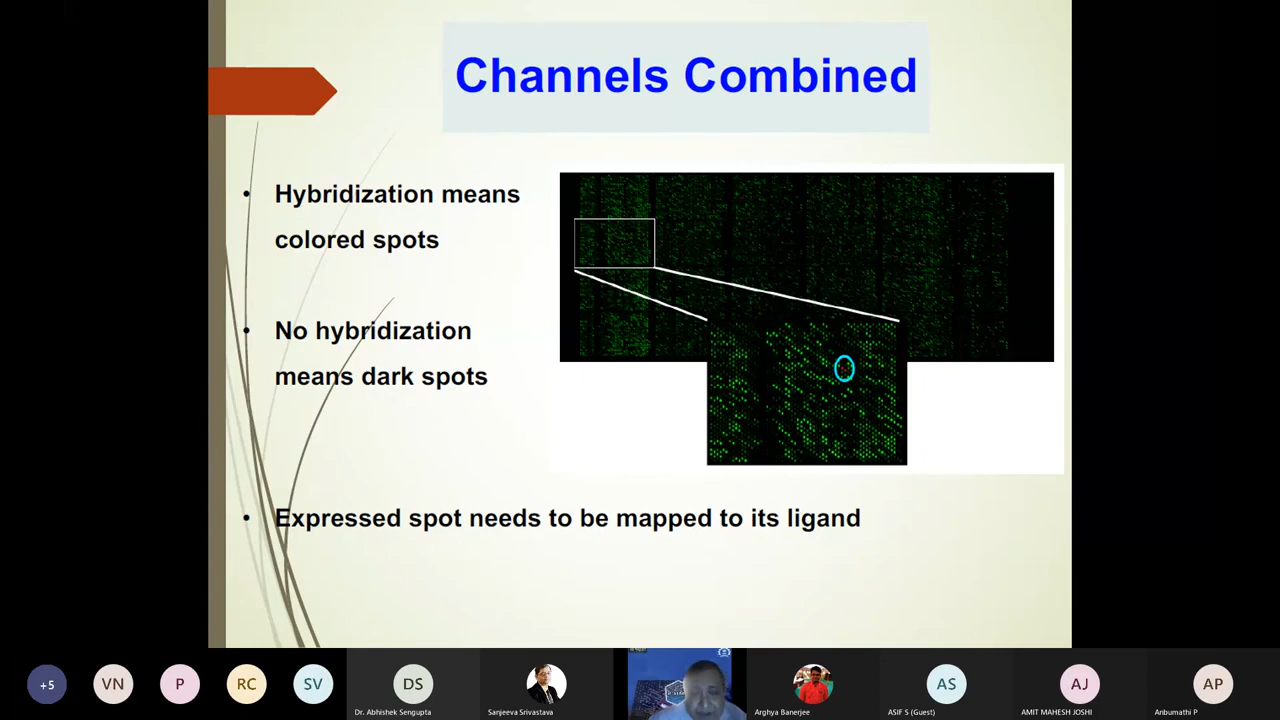 Channels Combined
• Hybridization means
colored spots
• No hybridization
means dark spots
• Expressed spot needs to be mapped to its ligand
+5
VN
P
RC
SV
DS
Dr. Abhishek Sengupta
Sanjeeva Srivastava
Arghya Banerjee
AS
ASIF S (Guest)
AJ
AMIT MAHESH JOSHI
AP
Anbumathi P